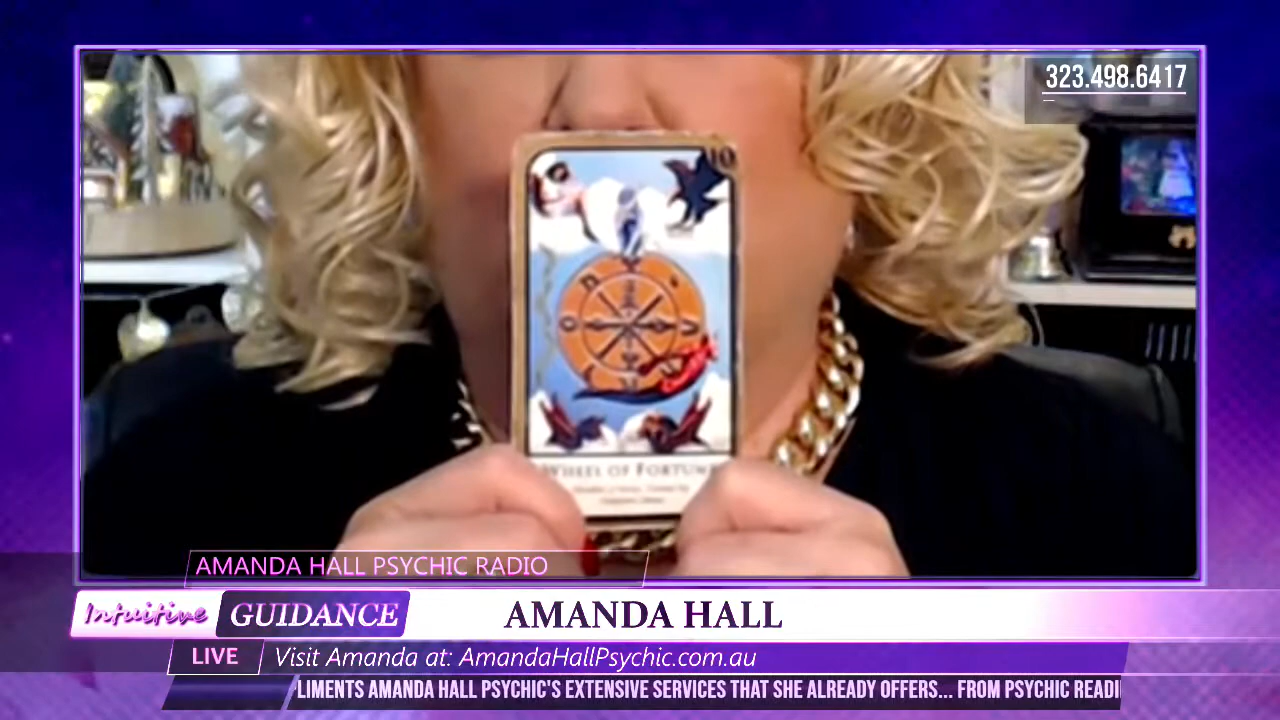 323.498.6417
10
WHEEL OF FORTUNE
AMANDA HALL PSYCHIC RADIO
Intuitive GUIDANCE
AMANDA HALL
LIVE
Visit Amanda at: AmandaHallPsychic.com.au
LIMENTS AMANDA HALL PSYCHIC'S EXTENSIVE SERVICES THAT SHE ALREADY OFFERS... FROM PSYCHIC READI